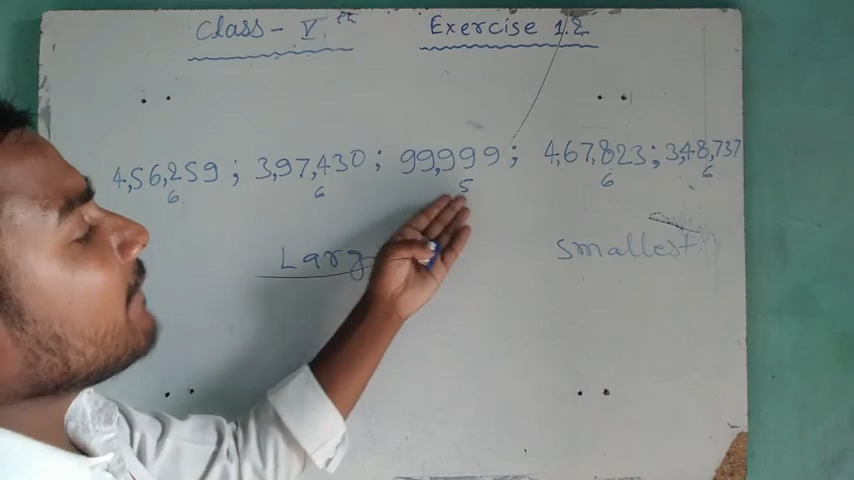 Class - V.th Exercise 1.2
4,56,259 ; 3,97,430 ; 99,999 ; 4,67,823 ; 3,48,737
6 6 5 6 6
Larg smallest